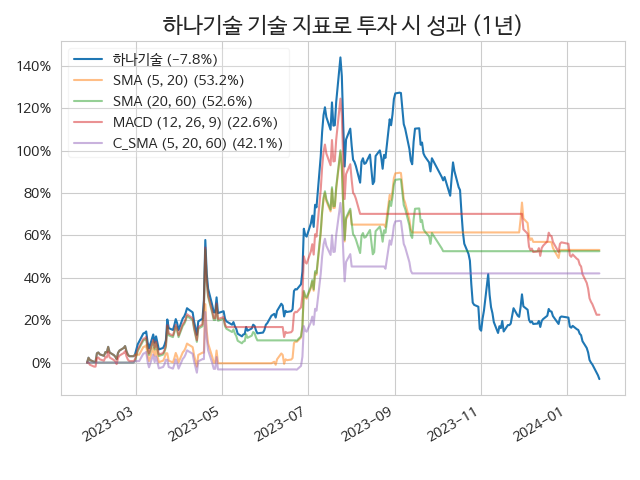 하나기술 기술 지표로 투자 시 성과 (1년)
하나기술 (-7.8%)
SMA (5, 20) (53.2%)
SMA (20, 60) (52.6%)
MACD (12, 26, 9) (22.6%)
C_SMA (5, 20, 60) (42.1%)
140%
120%
100%
80%
60%
40%
20%
0%
2023-03
2023-05
2023-07
2023-09
2023-11
2024-01